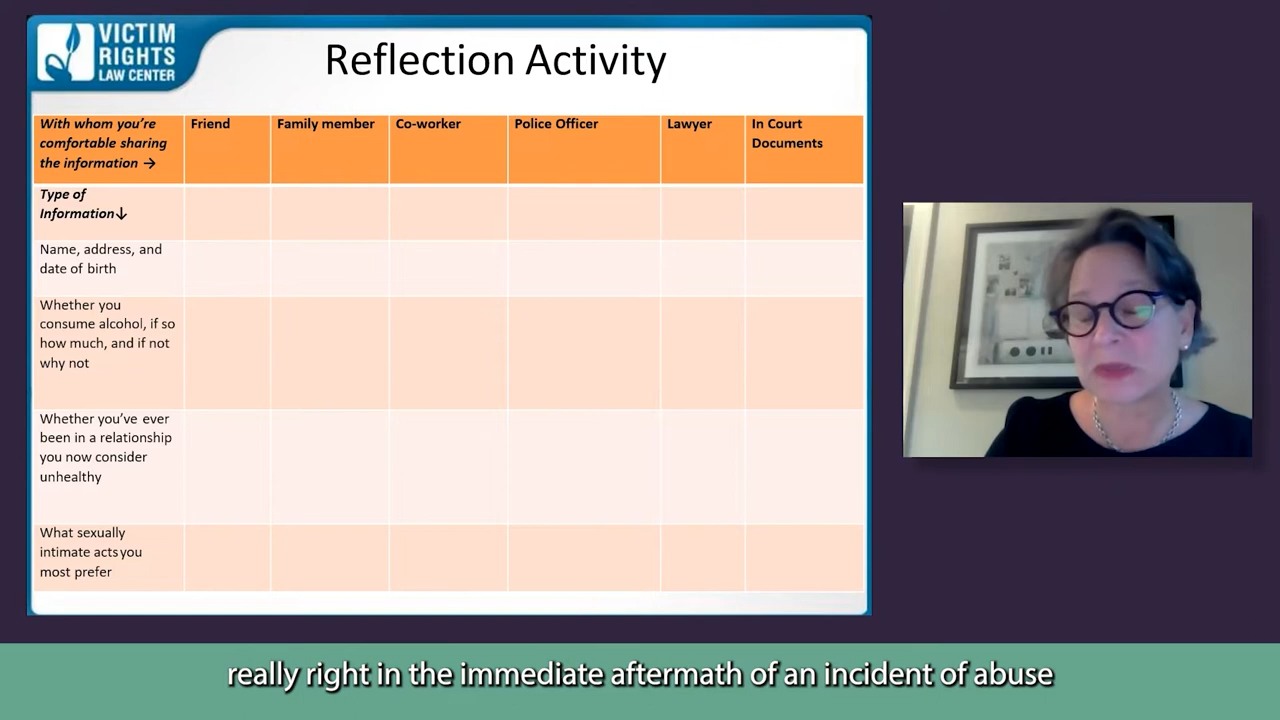 VICTIM
RIGHTS
LAW CENTER
Reflection Activity
With whom you're
comfortable sharing
the information →
Friend
Family member
Co-worker
Police Officer
Lawyer
In Court
Documents
Type of
Information↓
Name, address, and
date of birth
Whether you
consume alcohol, if so
how much, and if not
why not
Whether you've ever
been in a relationship
you now consider
unhealthy
What sexually
intimate acts you
most prefer
really right in the immediate aftermath of an incident of abuse